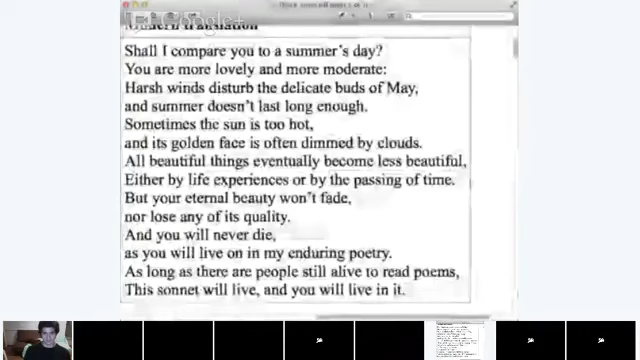 Modern translation
Shall I compare you to a summer's day?
You are more lovely and more moderate:
Harsh winds disturb the delicate buds of May,
and summer doesn't last long enough.
Sometimes the sun is too hot,
and its golden face is often dimmed by clouds.
All beautiful things eventually become less beautiful,
Either by life experiences or by the passing of time.
But your eternal beauty won't fade,
nor lose any of its quality.
And you will never die,
as you will live on in my enduring poetry.
As long as there are people still alive to read poems,
This sonnet will live, and you will live in it.